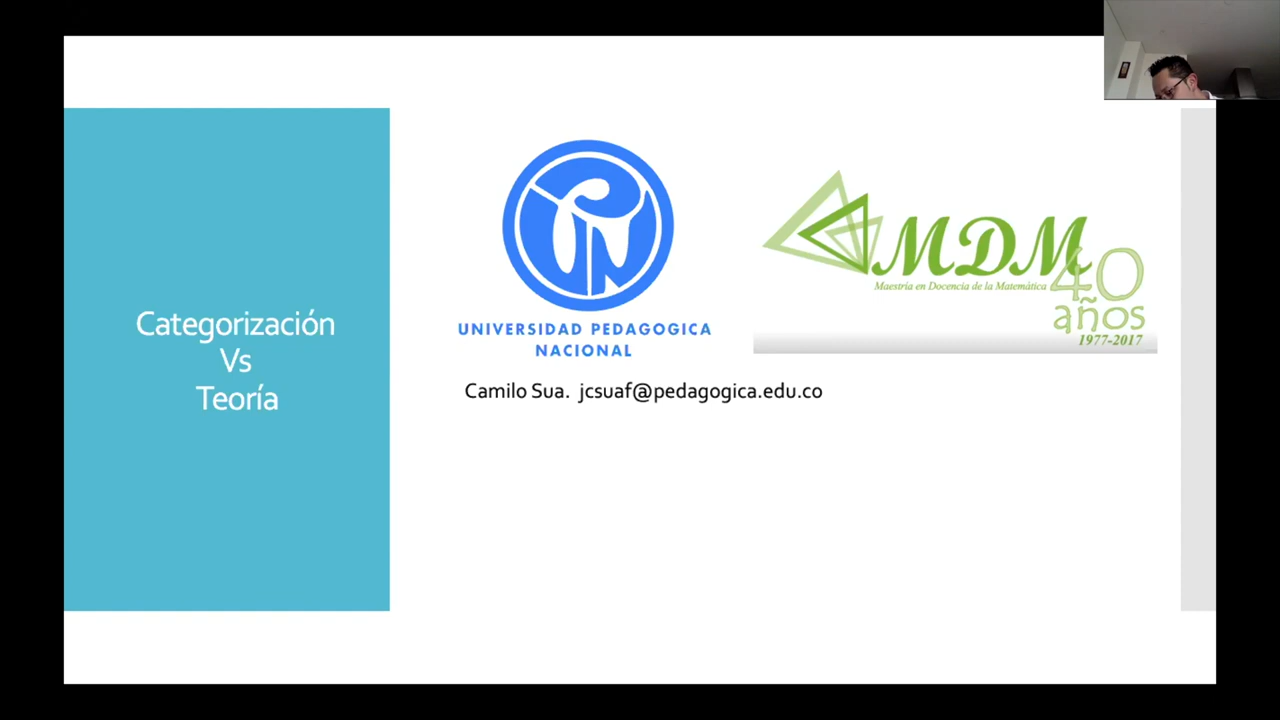 Categorización
Vs
Teoría
UNIVERSIDAD PEDAGOGICA
NACIONAL
MDM
Maestría en Docencia de la Matemática
40
años
1977-2017
Camilo Sua. jcsuaf@pedagogica.edu.co